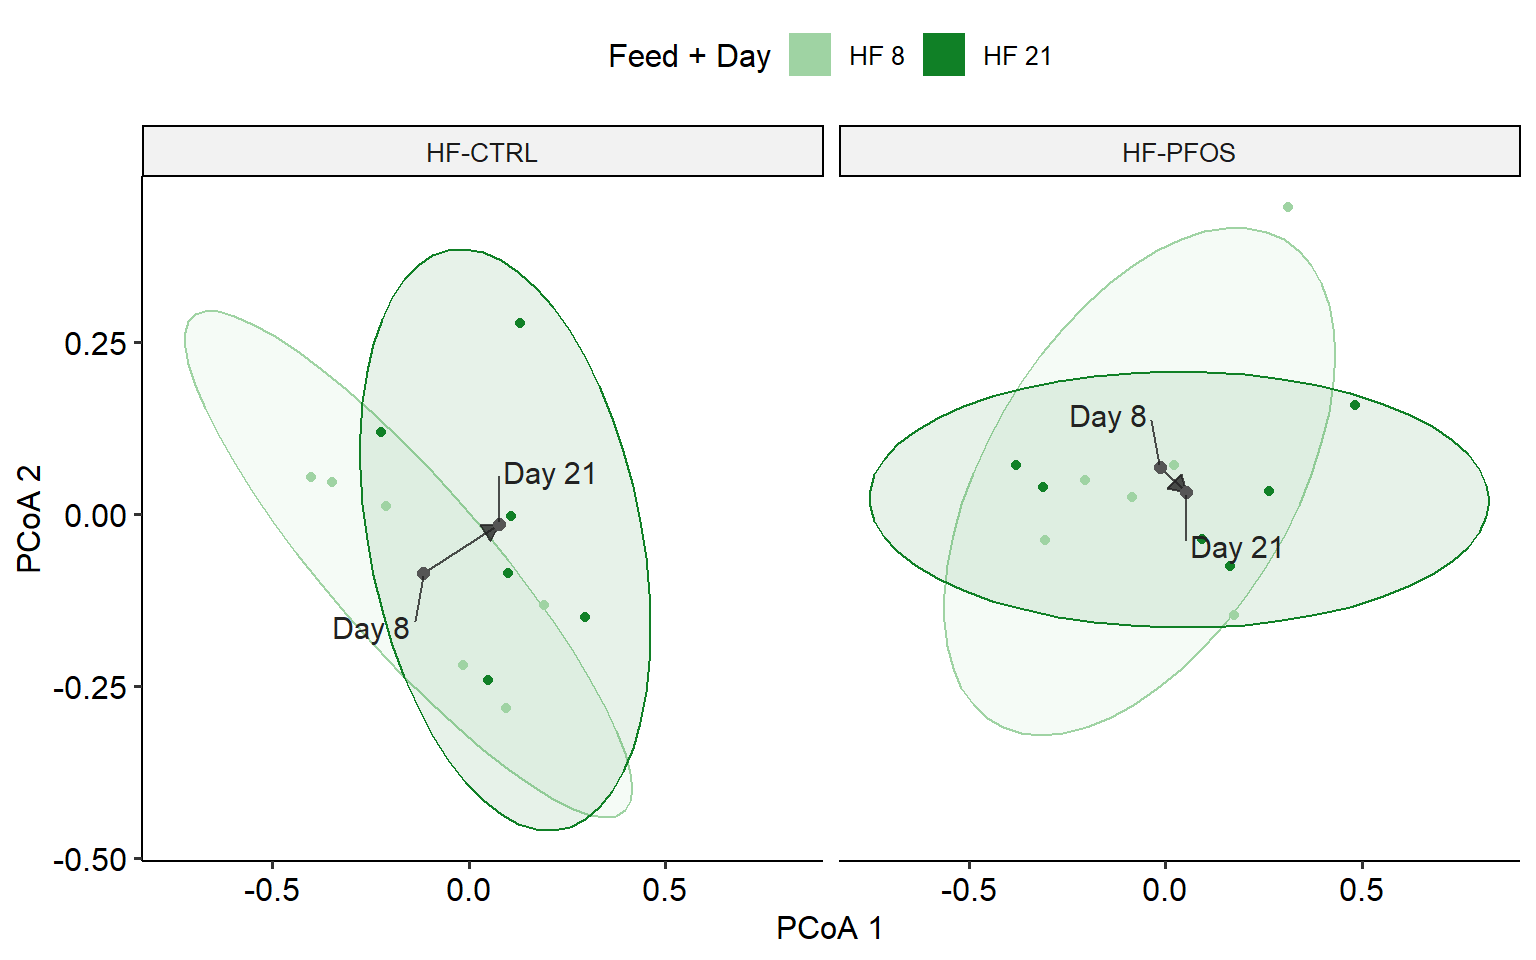 Feed + Day HF 8 HF 21
HF-CTRL HF-PFOS
PCoA 2
0.25
0.00
-0.25
-0.50
Day 21
Day 8
Day 8
Day 21
-0.5 0.0 0.5 -0.5 0.0 0.5
PCoA 1